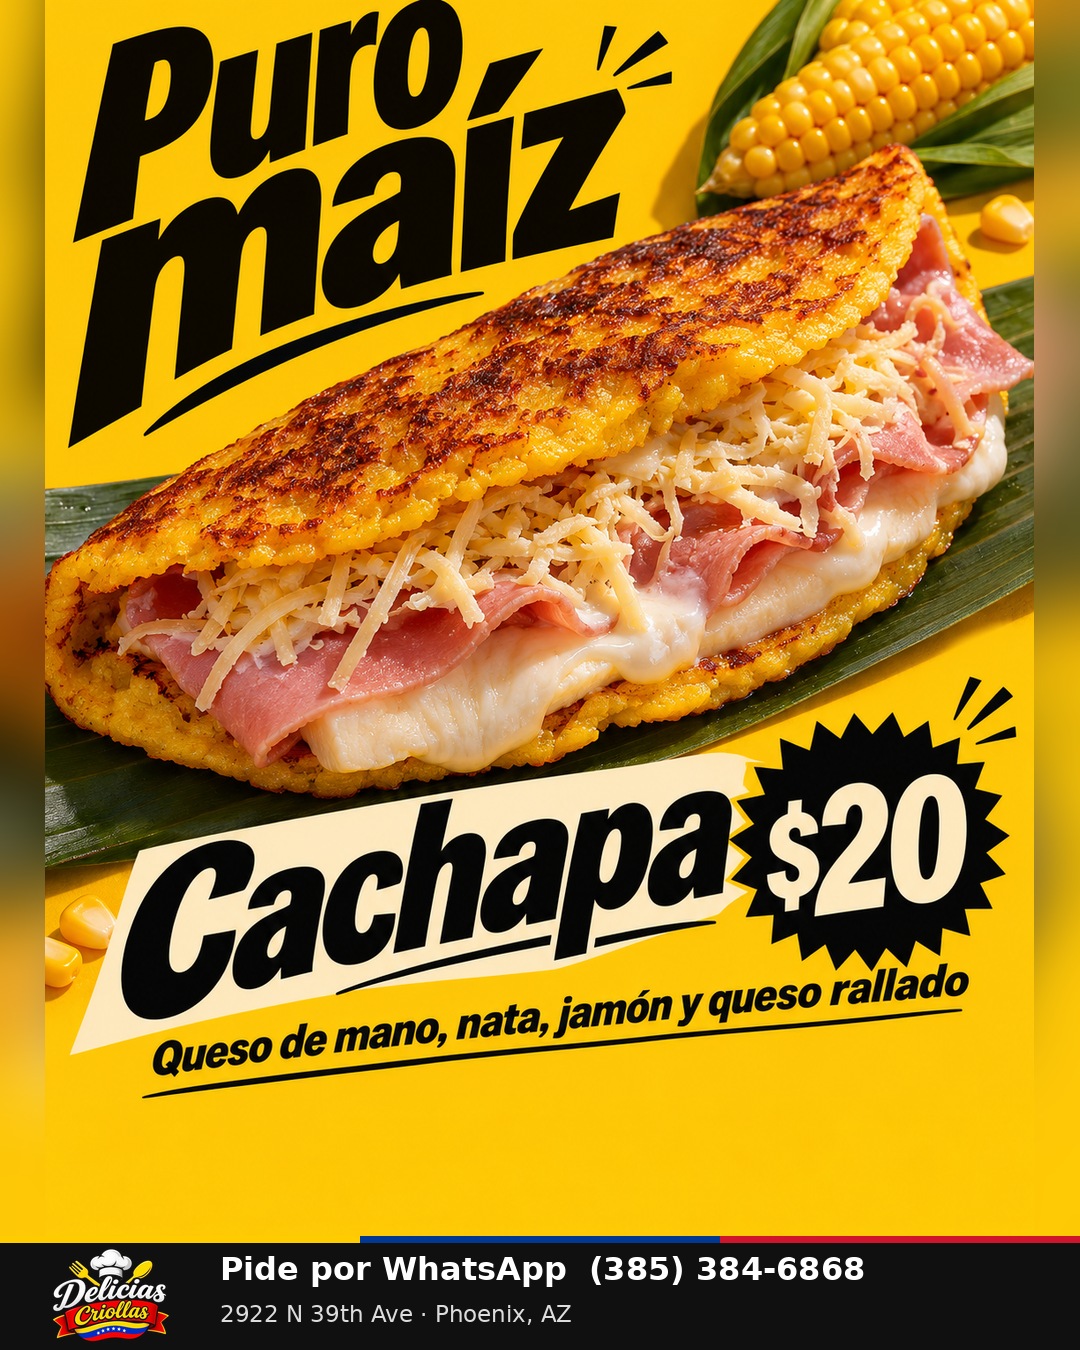 Puro
maíz
Cachapa
$20
Queso de mano, nata, jamón y queso rallado
Delicias
Criollas
Pide por WhatsApp (385) 384-6868
2922 N 39th Ave · Phoenix, AZ